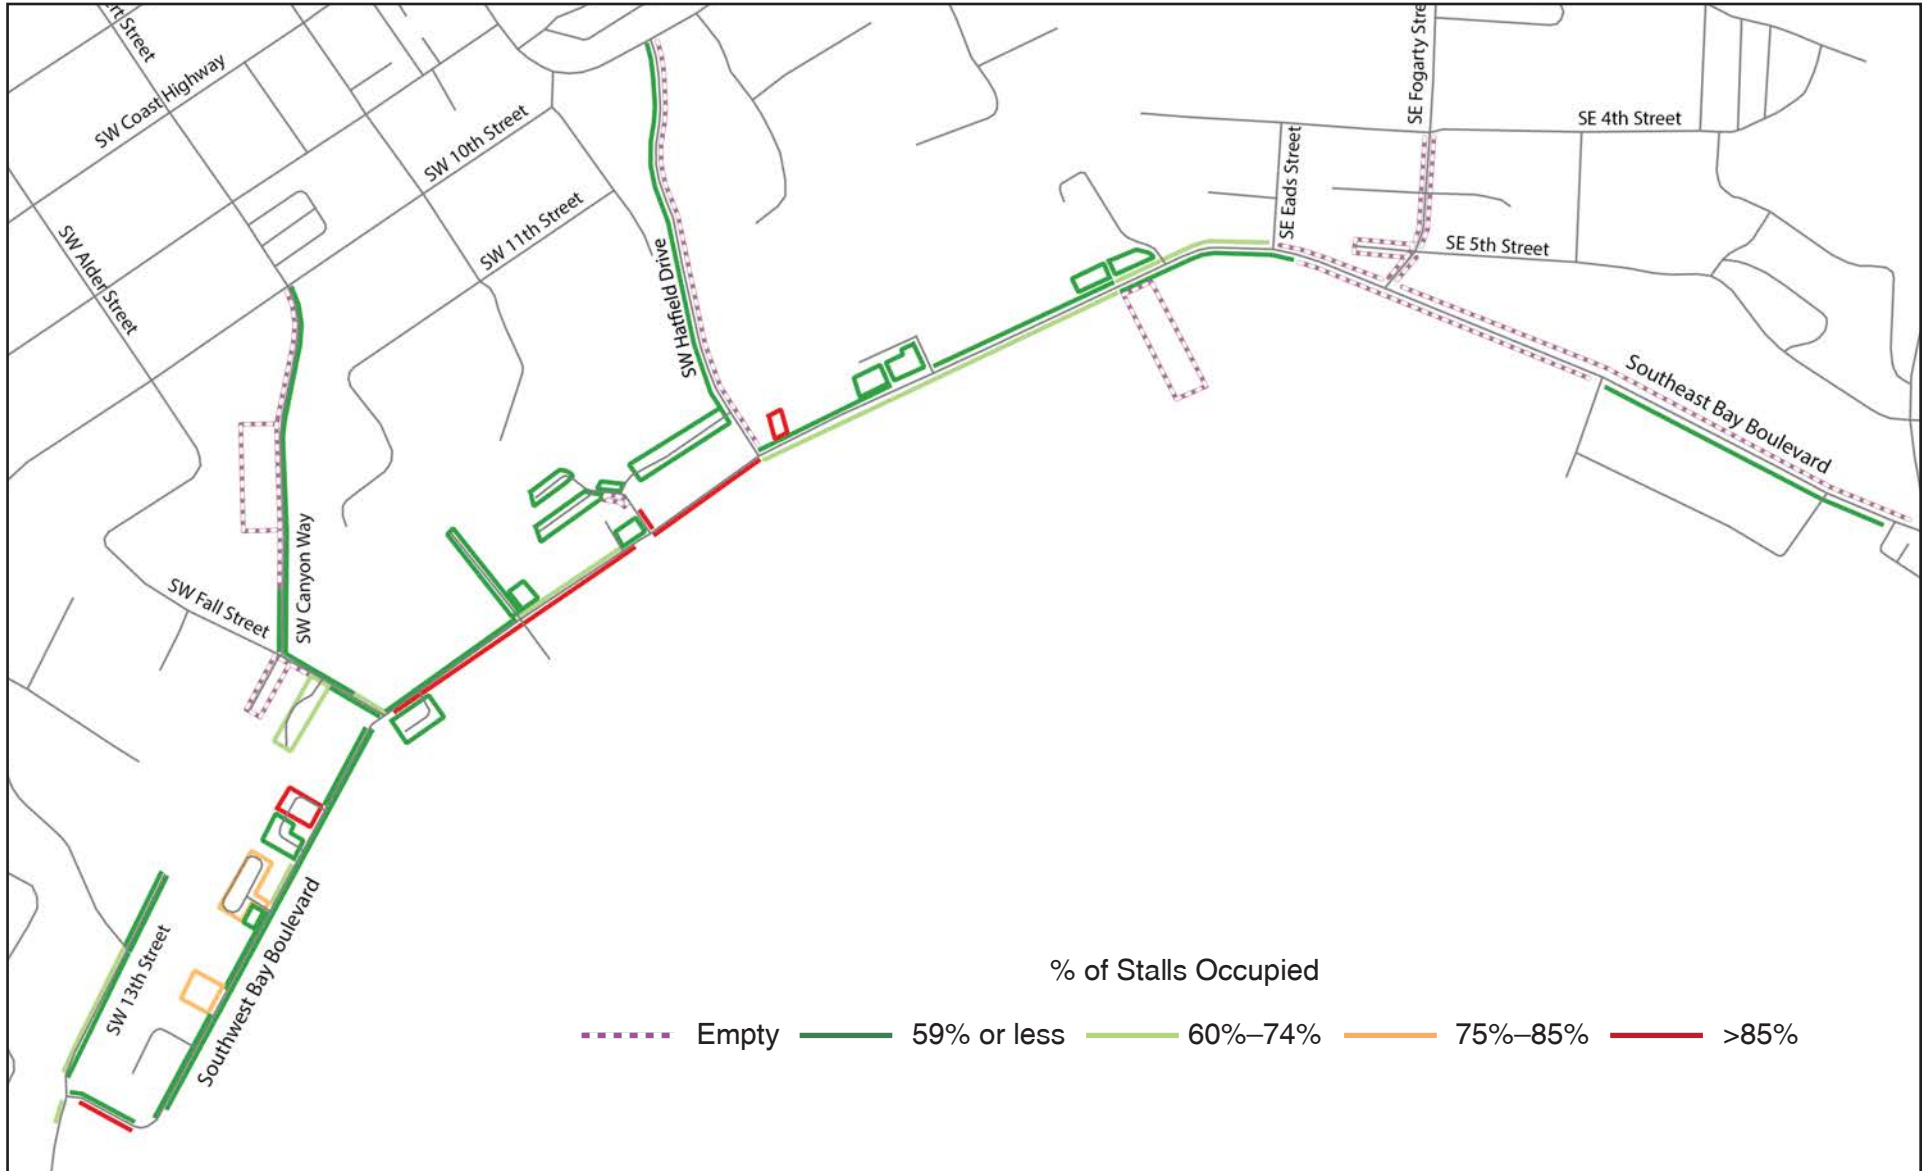 SW Coast Highway
SW 10th Street
SW 11th Street
SW Alder Street
SW Hatfield Drive
SE Eads Street
SE 4th Street
SE 5th Street
Southeast Bay Boulevard
SW Canyon Way
SW Fall Street
SW 13th Street
Southwest Bay Boulevard
% of Stalls Occupied
Empty 59% or less 60%–74% 75%–85% >85%
SE Fogarty Stre
Street